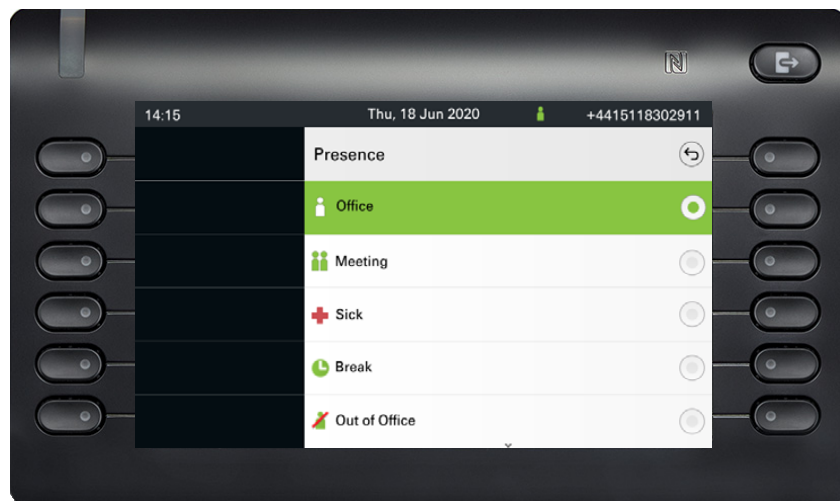 14:15 Thu, 18 Jun 2020 +4415118302911
Presence
Office
Meeting
Sick
Break
Out of Office